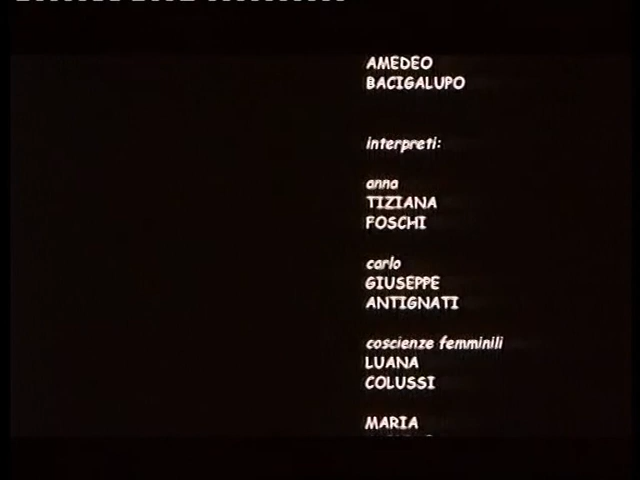 AMEDEO
BACIGALUPO
interpreti:
anna
TIZIANA
FOSCHI
carlo
GIUSEPPE
ANTIGNATI
coscienze femminili
LUANA
COLUSSI
MARIA